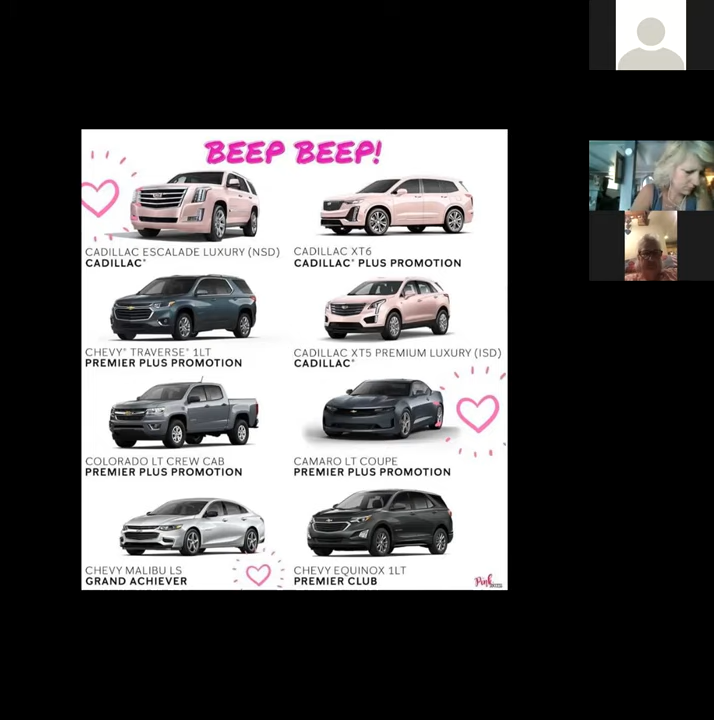 BEEP BEEP!
CADILLAC ESCALADE LUXURY (NSD)
CADILLAC®
CADILLAC XT6
CADILLAC® PLUS PROMOTION
CHEVY® TRAVERSE® 1LT
PREMIER PLUS PROMOTION
CADILLAC XT5 PREMIUM LUXURY (ISD)
CADILLAC®
COLORADO LT CREW CAB
PREMIER PLUS PROMOTION
CAMARO LT COUPE
PREMIER PLUS PROMOTION
CHEVY MALIBU LS
GRAND ACHIEVER
CHEVY EQUINOX 1LT
PREMIER CLUB
Pink